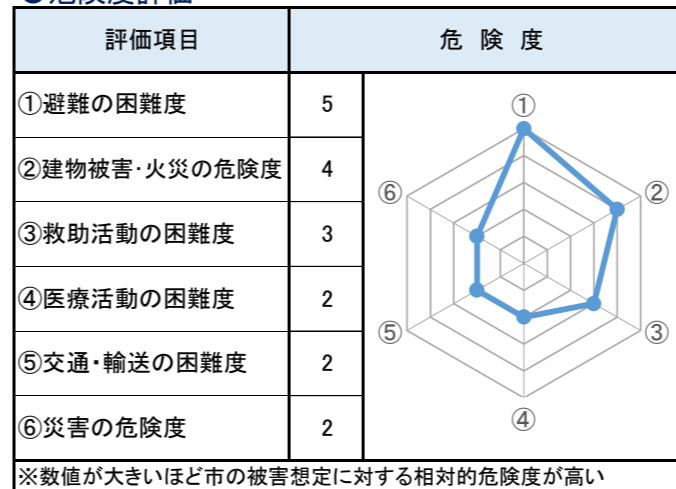 ●危険度評価
評価項目 危 険 度
①避難の困難度 5
②建物被害・火災の危険度 4
③救助活動の困難度 3
④医療活動の困難度 2
⑤交通・輸送の困難度 2
⑥災害の危険度 2
①
②
③
④
⑤
⑥
※数値が大きいほど市の被害想定に対する相対的危険度が高い